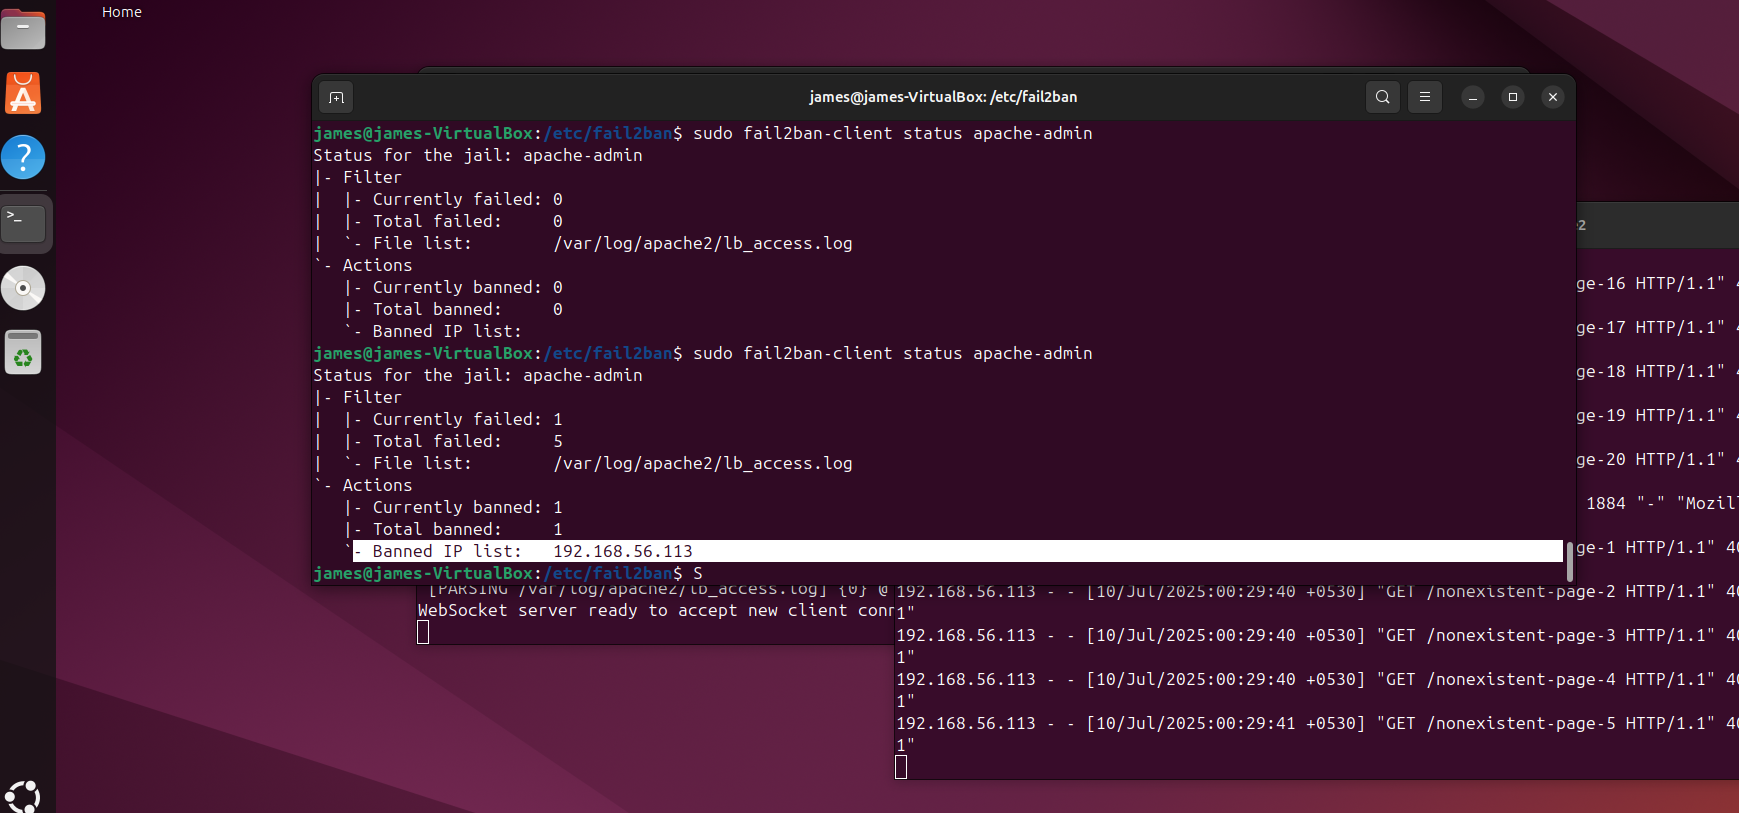 Home
james@james-VirtualBox: /etc/fail2ban
james@james-VirtualBox:/etc/fail2ban$ sudo fail2ban-client status apache-admin
Status for the jail: apache-admin
|- Filter
|  |- Currently failed: 0
|  |- Total failed:     0
|  `- File list:        /var/log/apache2/lb_access.log
`- Actions
   |- Currently banned: 0
   |- Total banned:     0
   `- Banned IP list:
james@james-VirtualBox:/etc/fail2ban$ sudo fail2ban-client status apache-admin
Status for the jail: apache-admin
|- Filter
|  |- Currently failed: 1
|  |- Total failed:     5
|  `- File list:        /var/log/apache2/lb_access.log
`- Actions
   |- Currently banned: 1
   |- Total banned:     1
   `- Banned IP list:   192.168.56.113
james@james-VirtualBox:/etc/fail2ban$ S
[PARSING /var/log/apache2/lb_access.log] {0} @
WebSocket server ready to accept new client conn
2
ge-16 HTTP/1.1" 4
ge-17 HTTP/1.1" 4
ge-18 HTTP/1.1" 4
ge-19 HTTP/1.1" 4
ge-20 HTTP/1.1" 4
1884 "-" "Mozil
ge-1 HTTP/1.1" 40
192.168.56.113 - - [10/Jul/2025:00:29:40 +0530] "GET /nonexistent-page-2 HTTP/1.1" 40
1"
192.168.56.113 - - [10/Jul/2025:00:29:40 +0530] "GET /nonexistent-page-3 HTTP/1.1" 40
1"
192.168.56.113 - - [10/Jul/2025:00:29:40 +0530] "GET /nonexistent-page-4 HTTP/1.1" 40
1"
192.168.56.113 - - [10/Jul/2025:00:29:41 +0530] "GET /nonexistent-page-5 HTTP/1.1" 40
1"